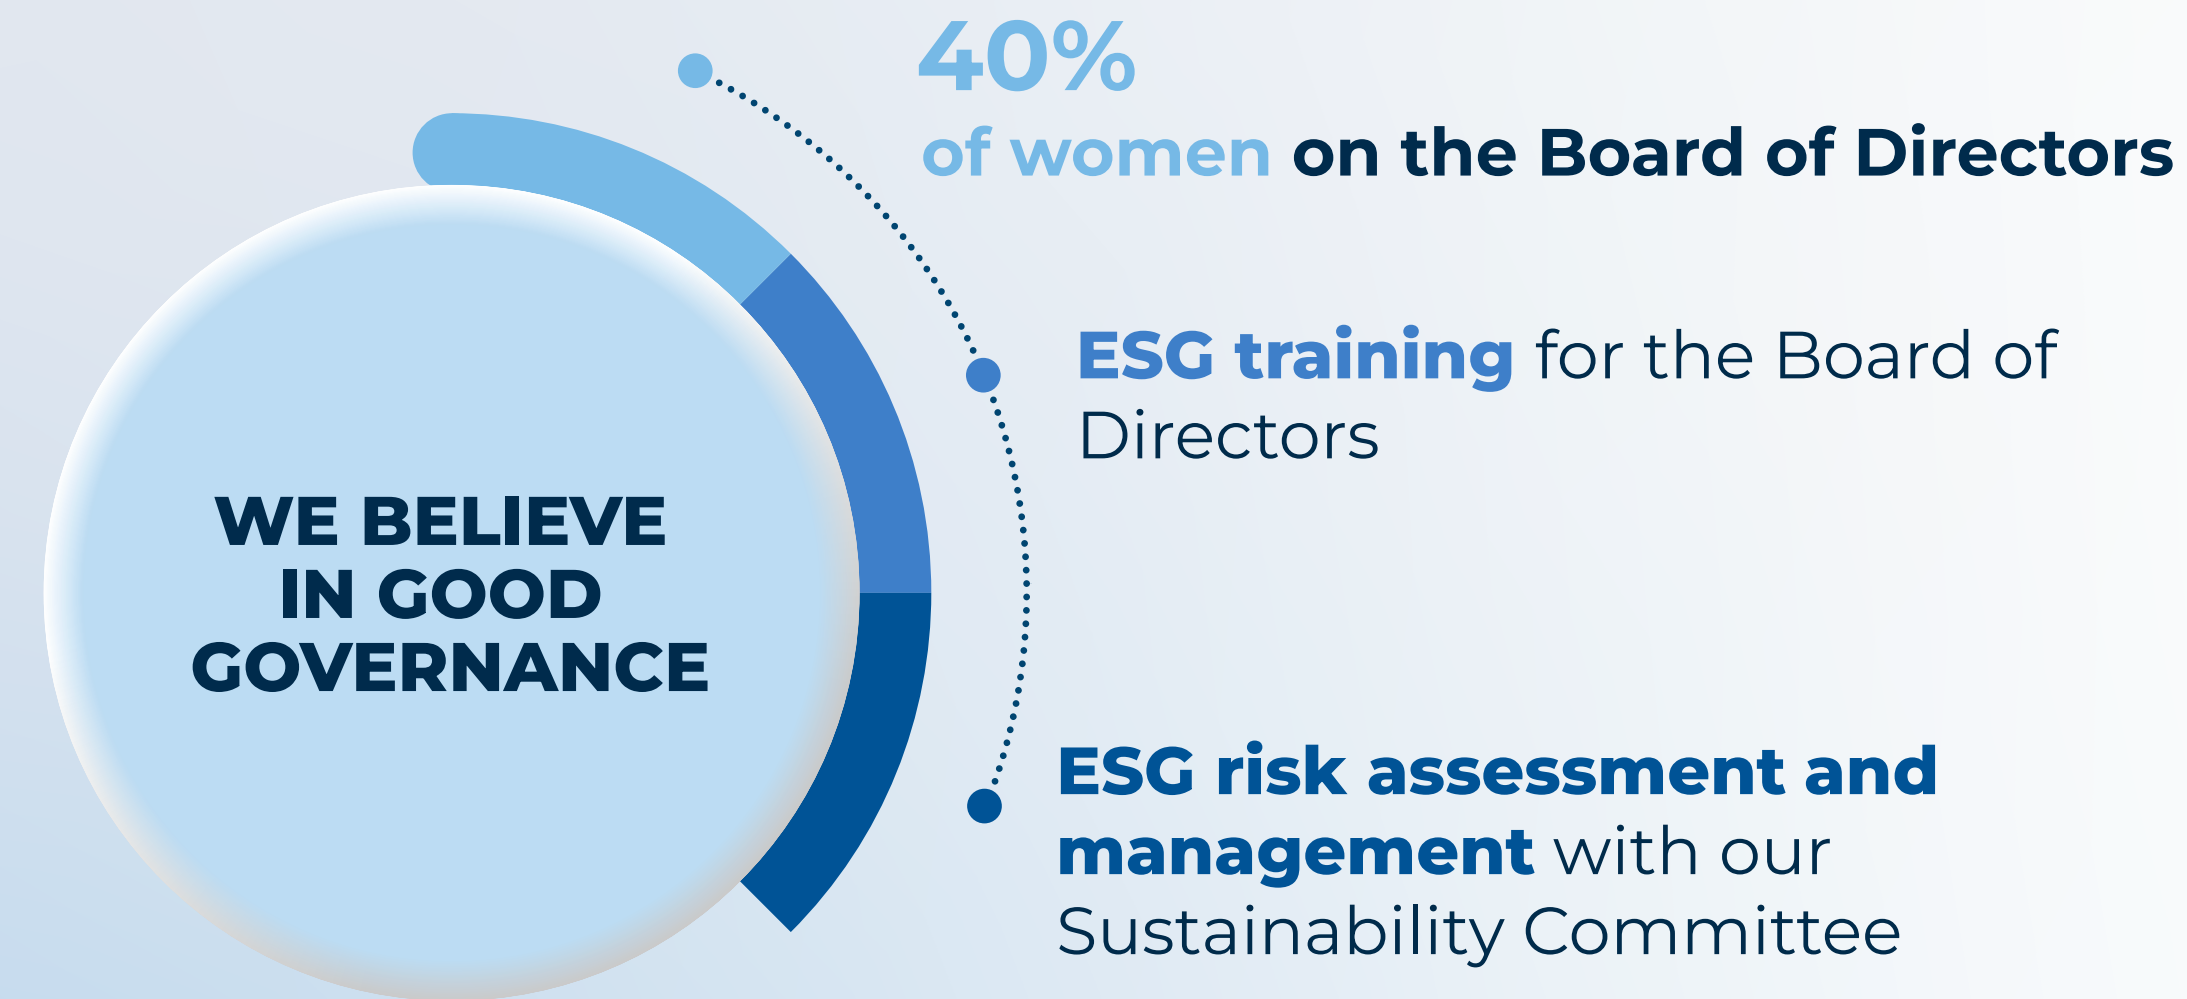 40%
of women on the Board of Directors
ESG training for the Board of
Directors
WE BELIEVE
IN GOOD
GOVERNANCE
ESG risk assessment and
management with our
Sustainability Committee